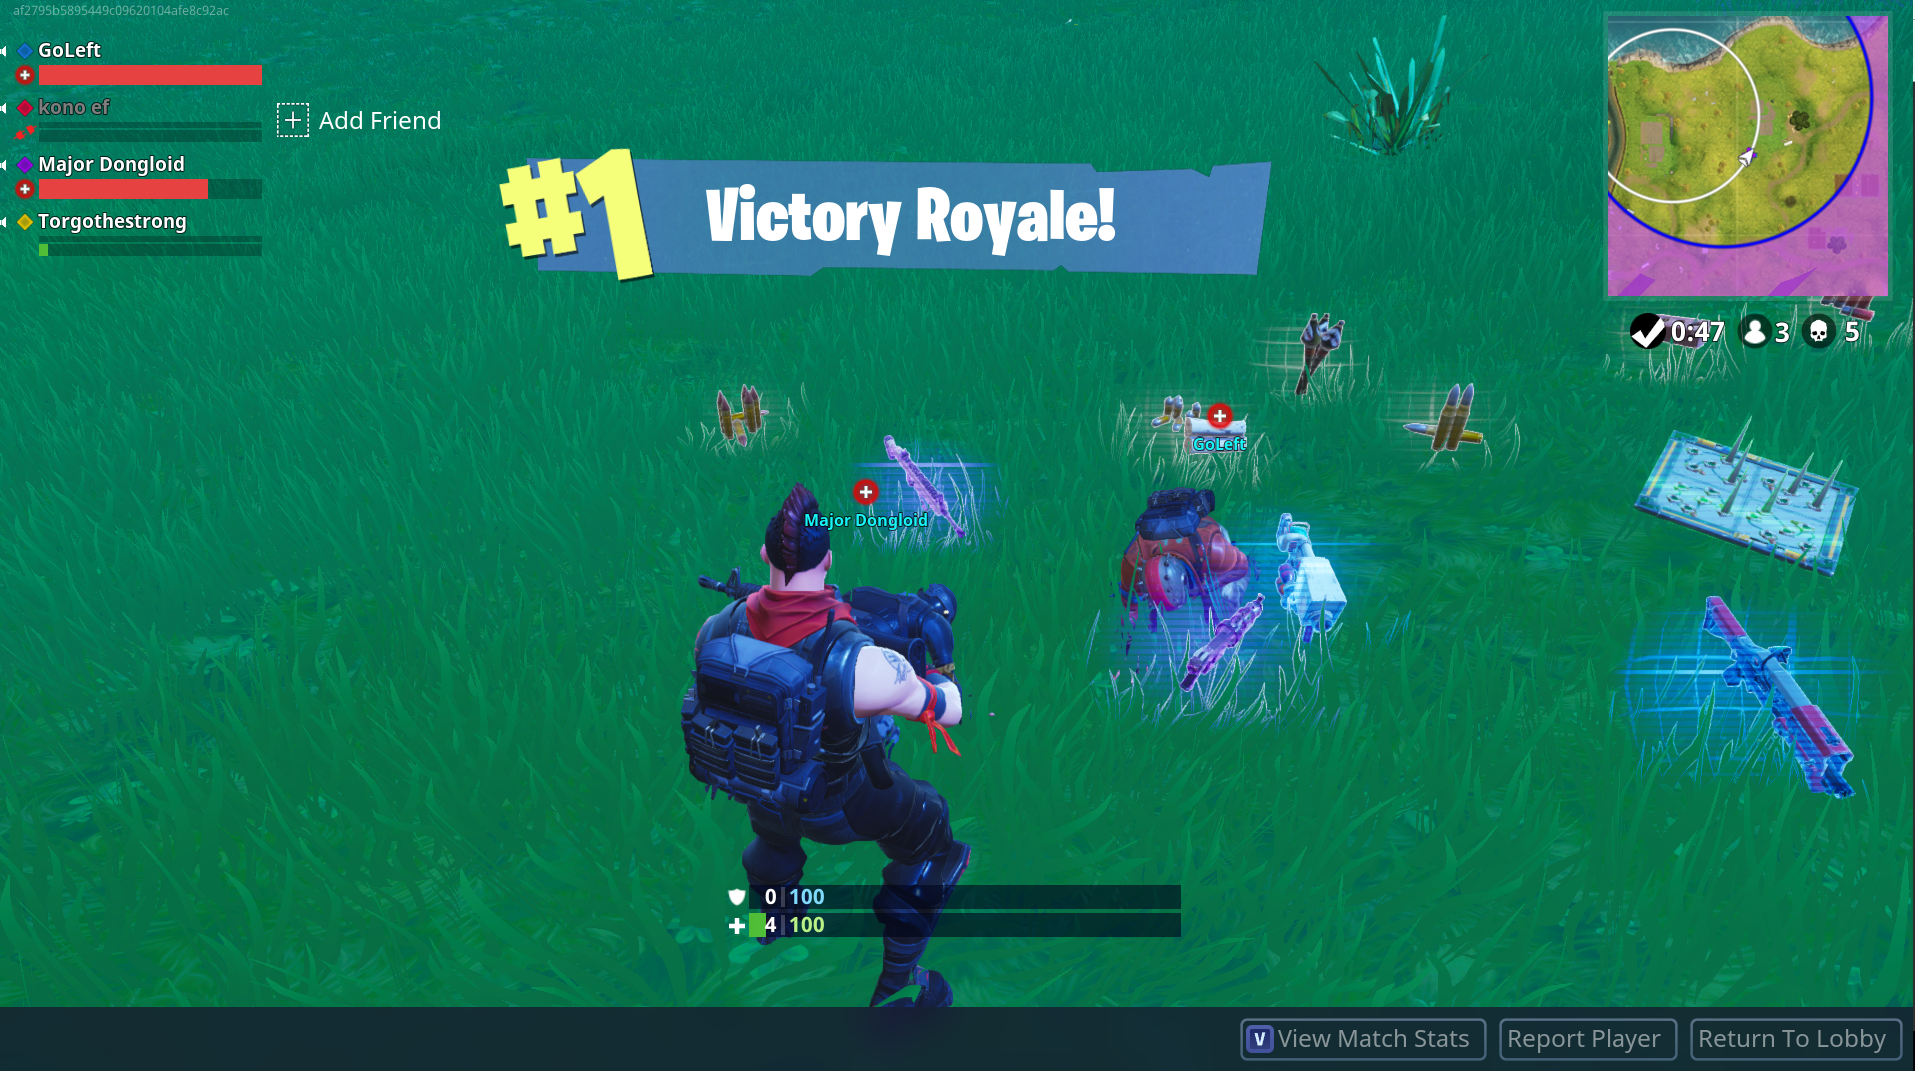 af2795b5895449c09620104afe8c92ac
GoLeft
kono ef
Add Friend
Major Dongloid
Torgothestrong
#1 Victory Royale!
0:47 3 5
GoLeft
Major Dongloid
0 | 100
4 | 100
V View Match Stats
Report Player
Return To Lobby